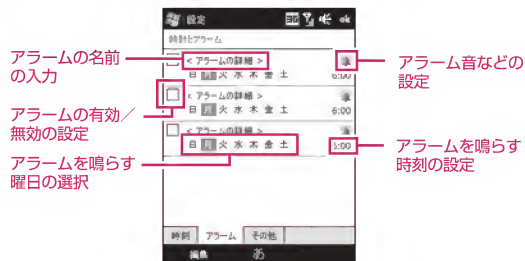 設定
3G
ok
時計とアラーム
アラームの名前
の入力
< アラームの詳細 >
日 月 火 水 木 金 土
6:00
アラーム音などの
設定
アラームの有効／
無効の設定
< アラームの詳細 >
日 月 火 水 木 金 土
6:00
< アラームの詳細 >
日 月 火 水 木 金 土
アラームを鳴らす
曜日の選択
アラームを鳴らす
時刻の設定
時刻 アラーム その他
編集 あ